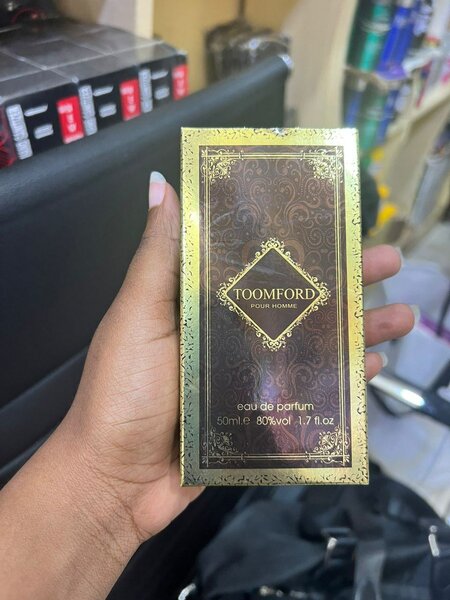 TOOMFORD
POUR HOMME
eau de parfum
50ml.e 80%vol 1.7 fl.oz